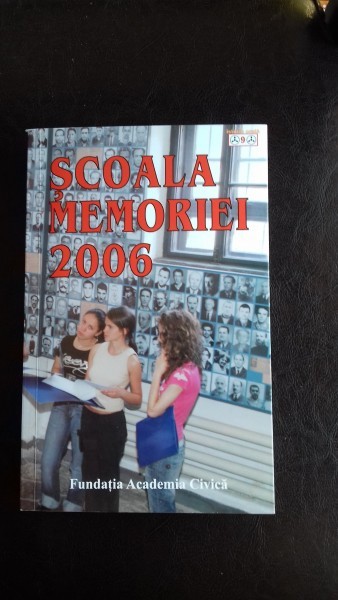 ȘCOALA
MEMORIEI
2006
Fundația Academia Civică